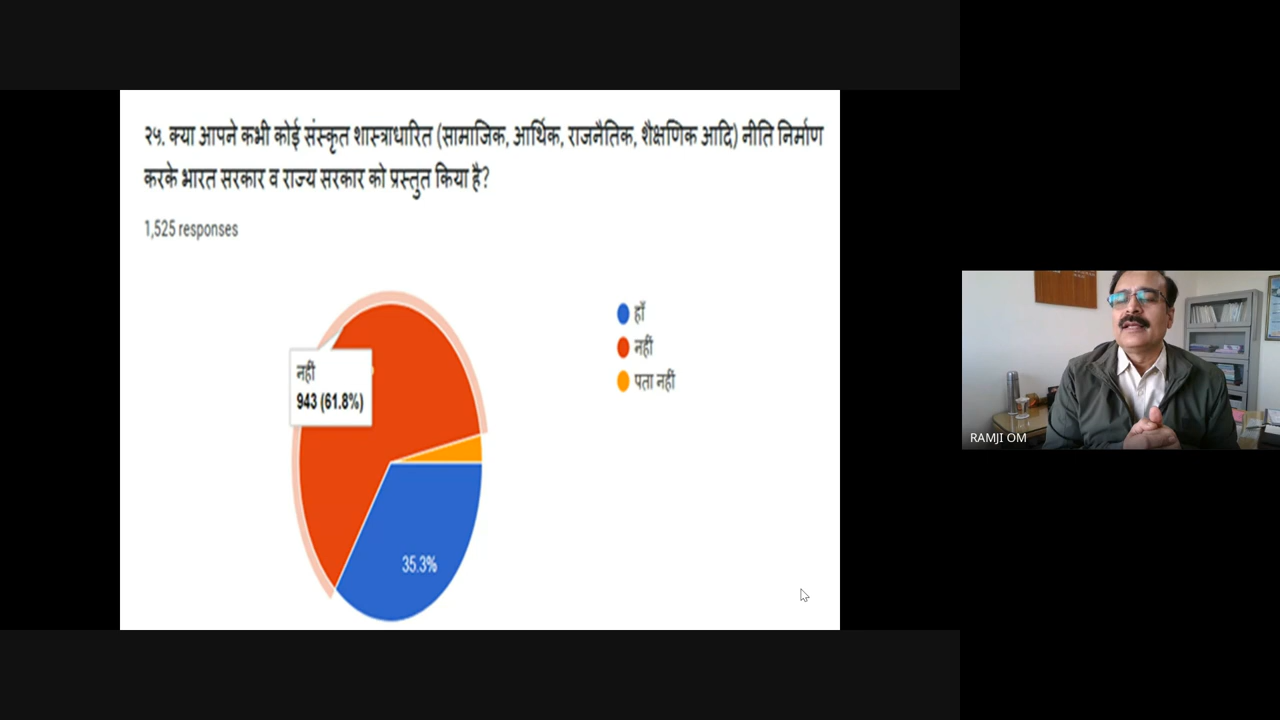 २५. क्या आपने कभी कोई संस्कृत शास्त्राधारित (सामाजिक, आर्थिक, राजनैतिक, शैक्षणिक आदि) नीति निर्माण
करके भारत सरकार व राज्य सरकार को प्रस्तुत किया है?
1,525 responses
हाँ
नहीं
पता नहीं
नहीं
943 (61.8%)
35.3%
RAMJI OM